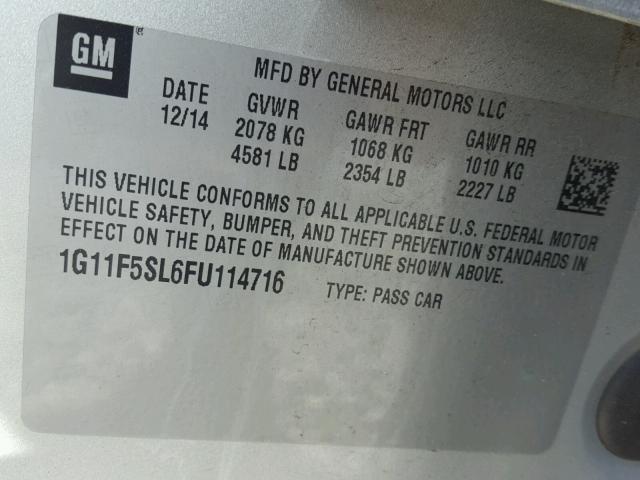 GM
MFD BY GENERAL MOTORS LLC
DATE GVWR GAWR FRT GAWR RR
12/14 2078 KG 1068 KG 1010 KG
4581 LB 2354 LB 2227 LB
THIS VEHICLE CONFORMS TO ALL APPLICABLE U.S. FEDERAL MOTOR
VEHICLE SAFETY, BUMPER, AND THEFT PREVENTION STANDARDS IN
EFFECT ON THE DATE OF MANUFACTURE SHOWN ABOVE.
1G11F5SL6FU114716 TYPE: PASS CAR